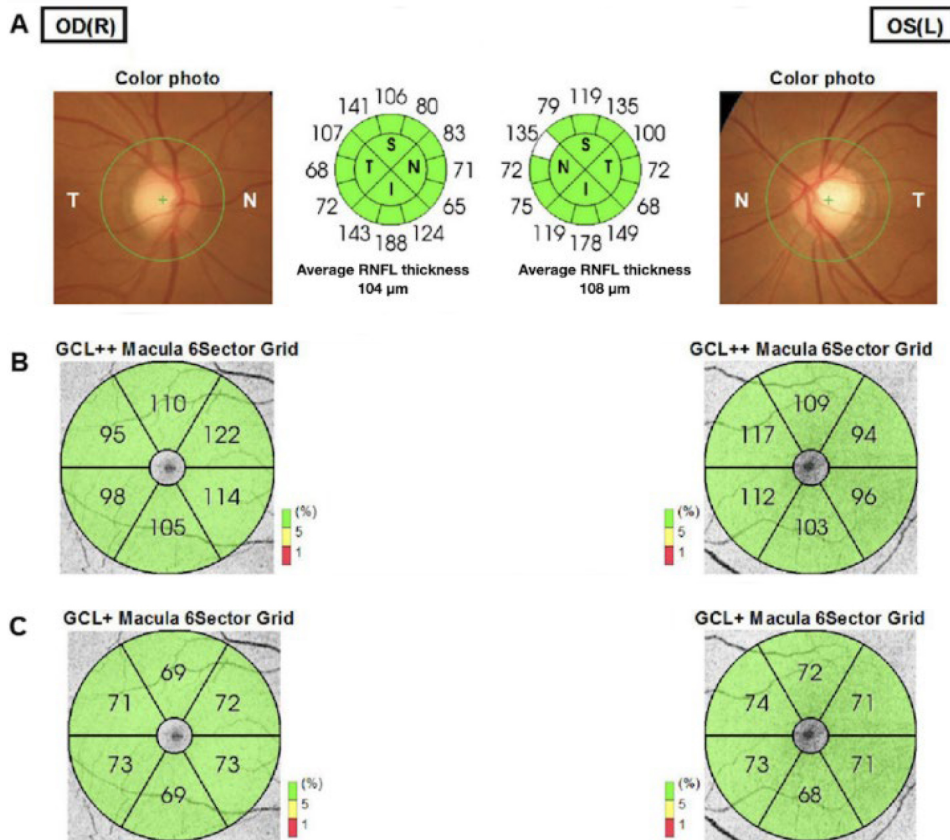 A OD(R) OS(L)
Color photo Color photo
T N N T
141 106 80
107 83
68 71
72 65
143 188 124
S
T N
I
Average RNFL thickness
104 µm
79 119 135
135 100
72 72
75 68
119 178 149
S
N T
I
Average RNFL thickness
108 µm
B
GCL++ Macula 6Sector Grid GCL++ Macula 6Sector Grid
110
95 122
98 114
105
(%)
5
1
109
117 94
112 96
103
(%)
5
1
C
GCL+ Macula 6Sector Grid GCL+ Macula 6Sector Grid
69
71 72
73 73
69
(%)
5
1
72
74 71
73 71
68
(%)
5
1